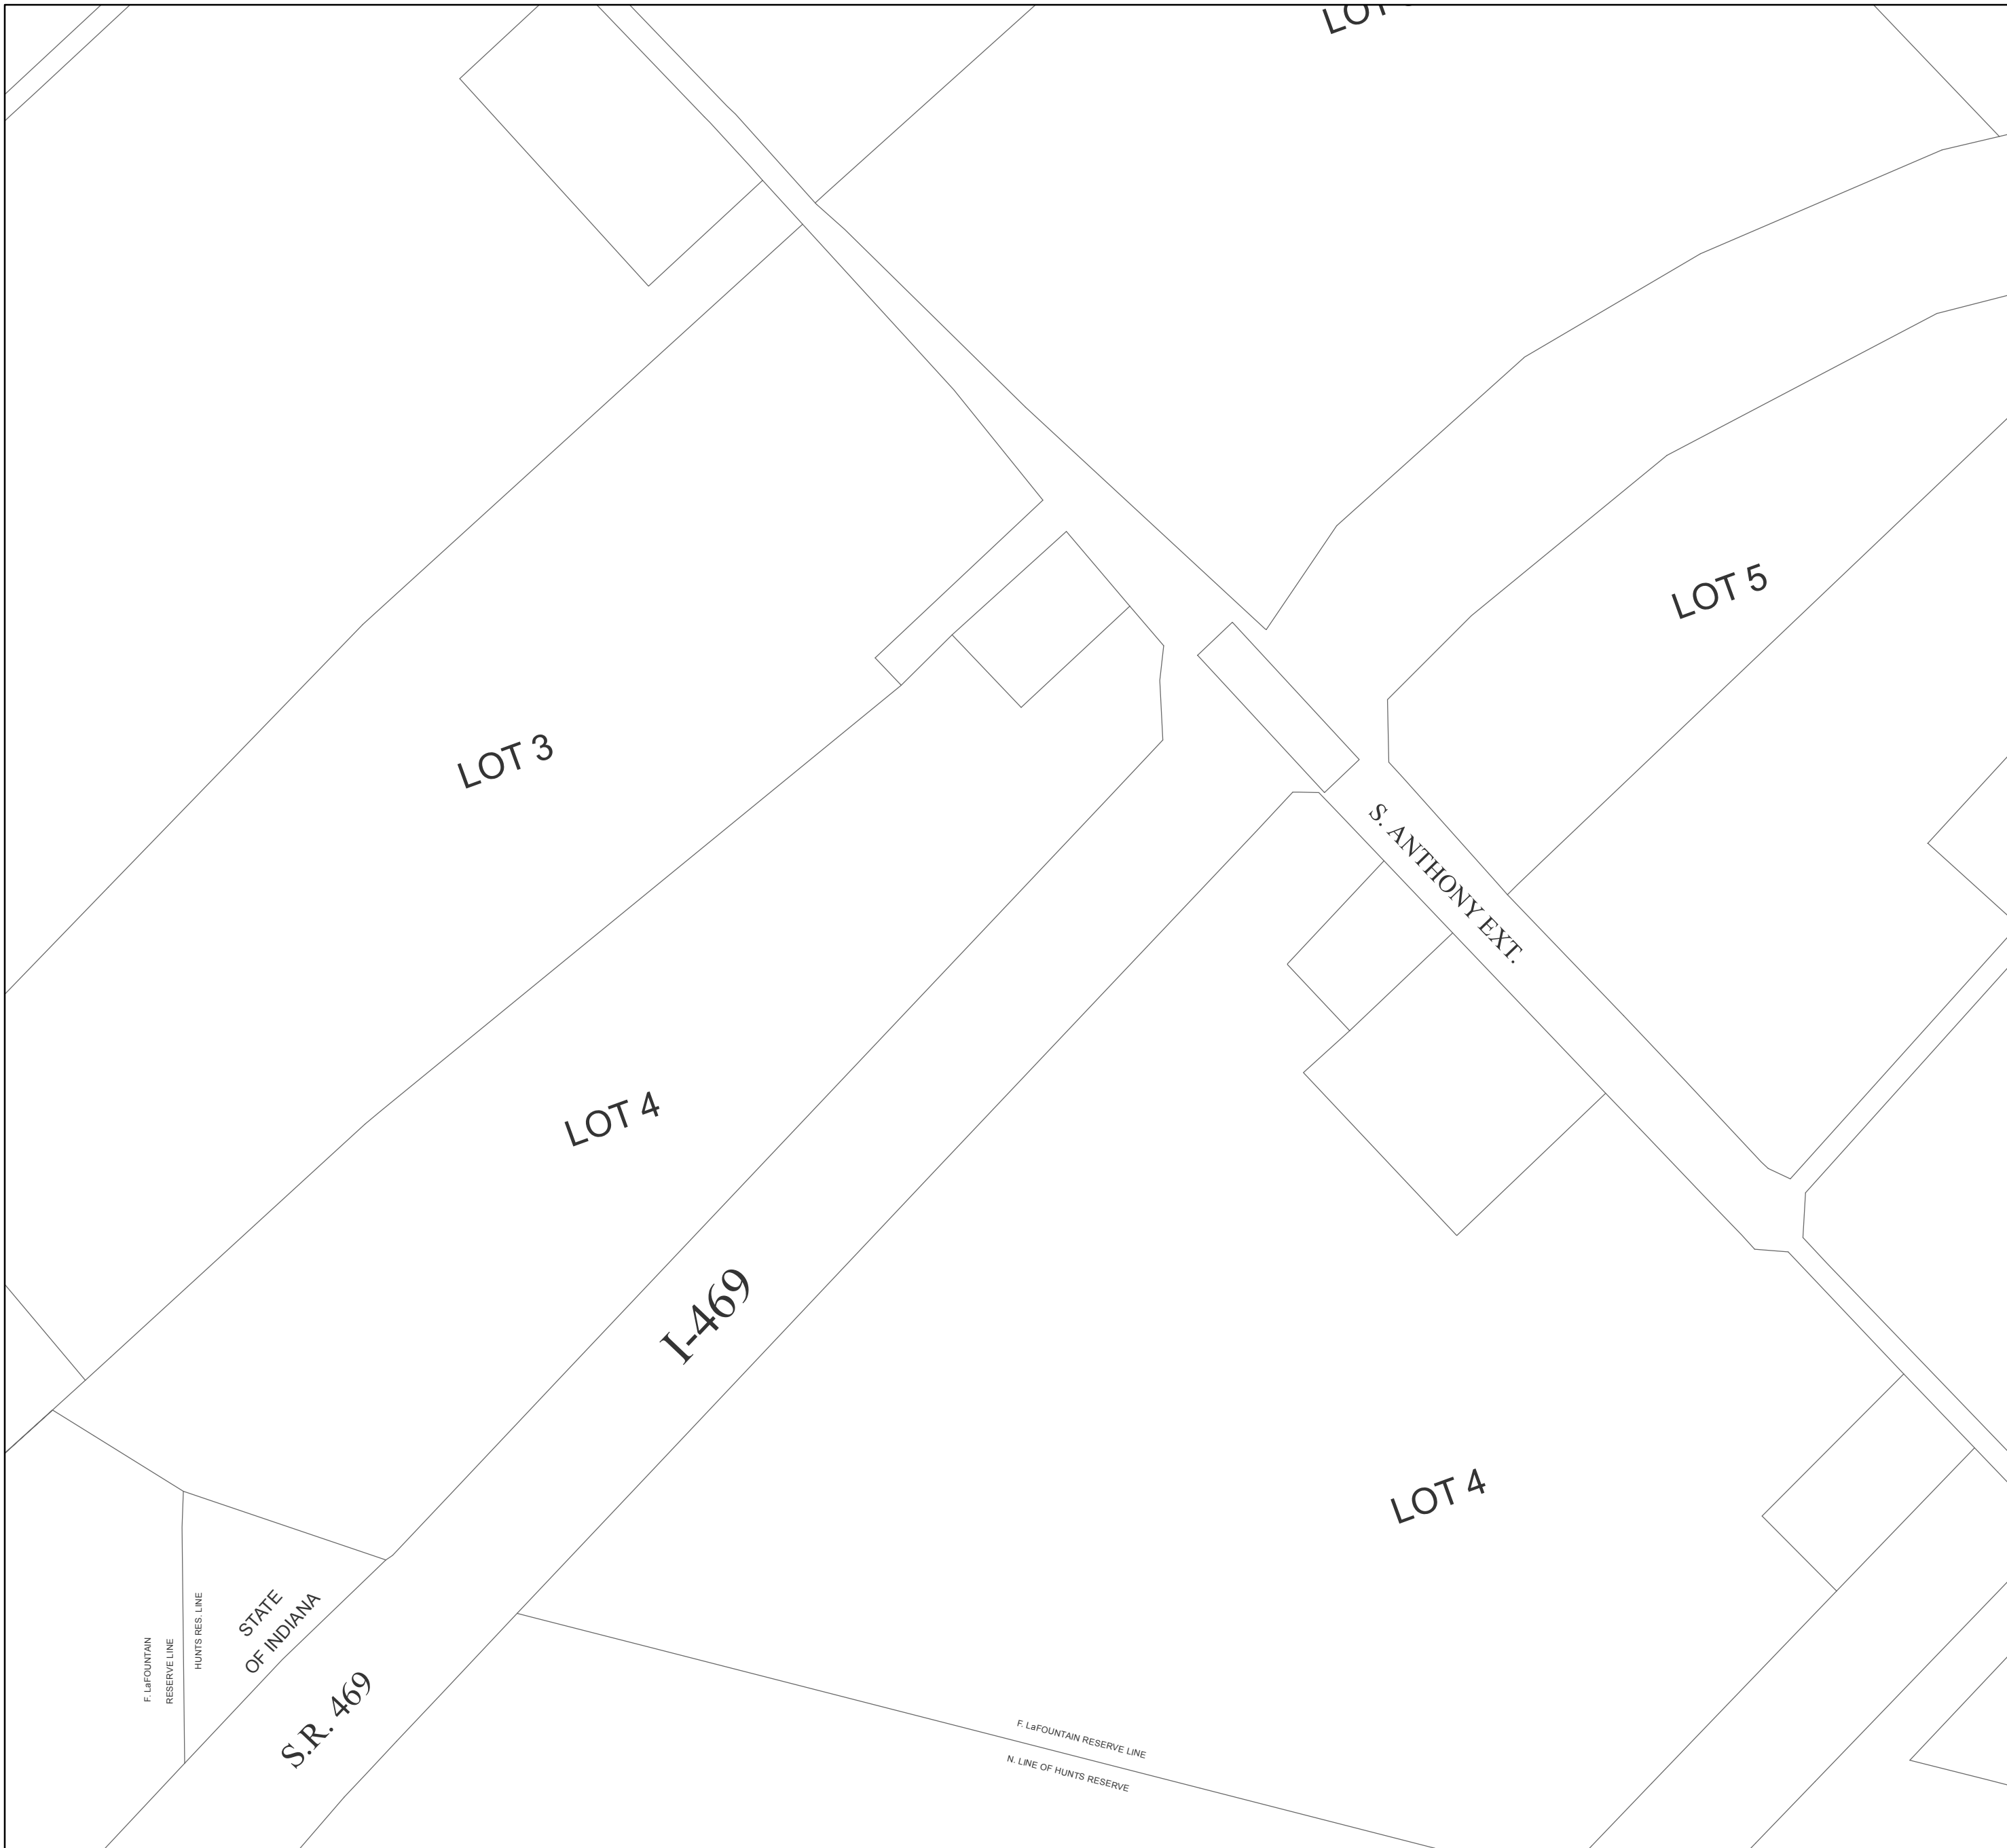 LOT
LOT 5
LOT 3
S. ANTHONY EXT.
LOT 4
I-469
LOT 4
STATE
OF INDIANA
HUNTS RES. LINE
F. LaFOUNTAIN
RESERVE LINE
S.R. 469
F. LaFOUNTAIN RESERVE LINE
N. LINE OF HUNTS RESERVE